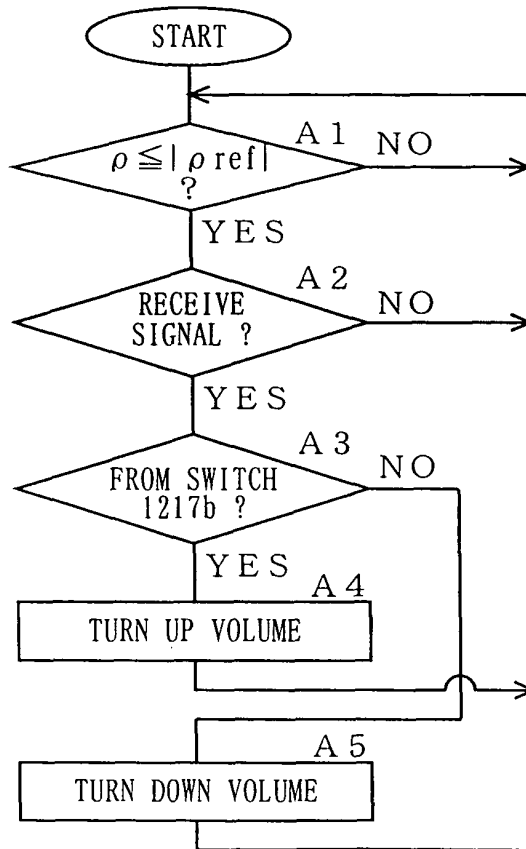 START
A1
ρ≦|ρref|
?
NO
YES
A2
RECEIVE
SIGNAL ?
NO
YES
A3
FROM SWITCH
1217b ?
NO
YES
A4
TURN UP VOLUME
A5
TURN DOWN VOLUME